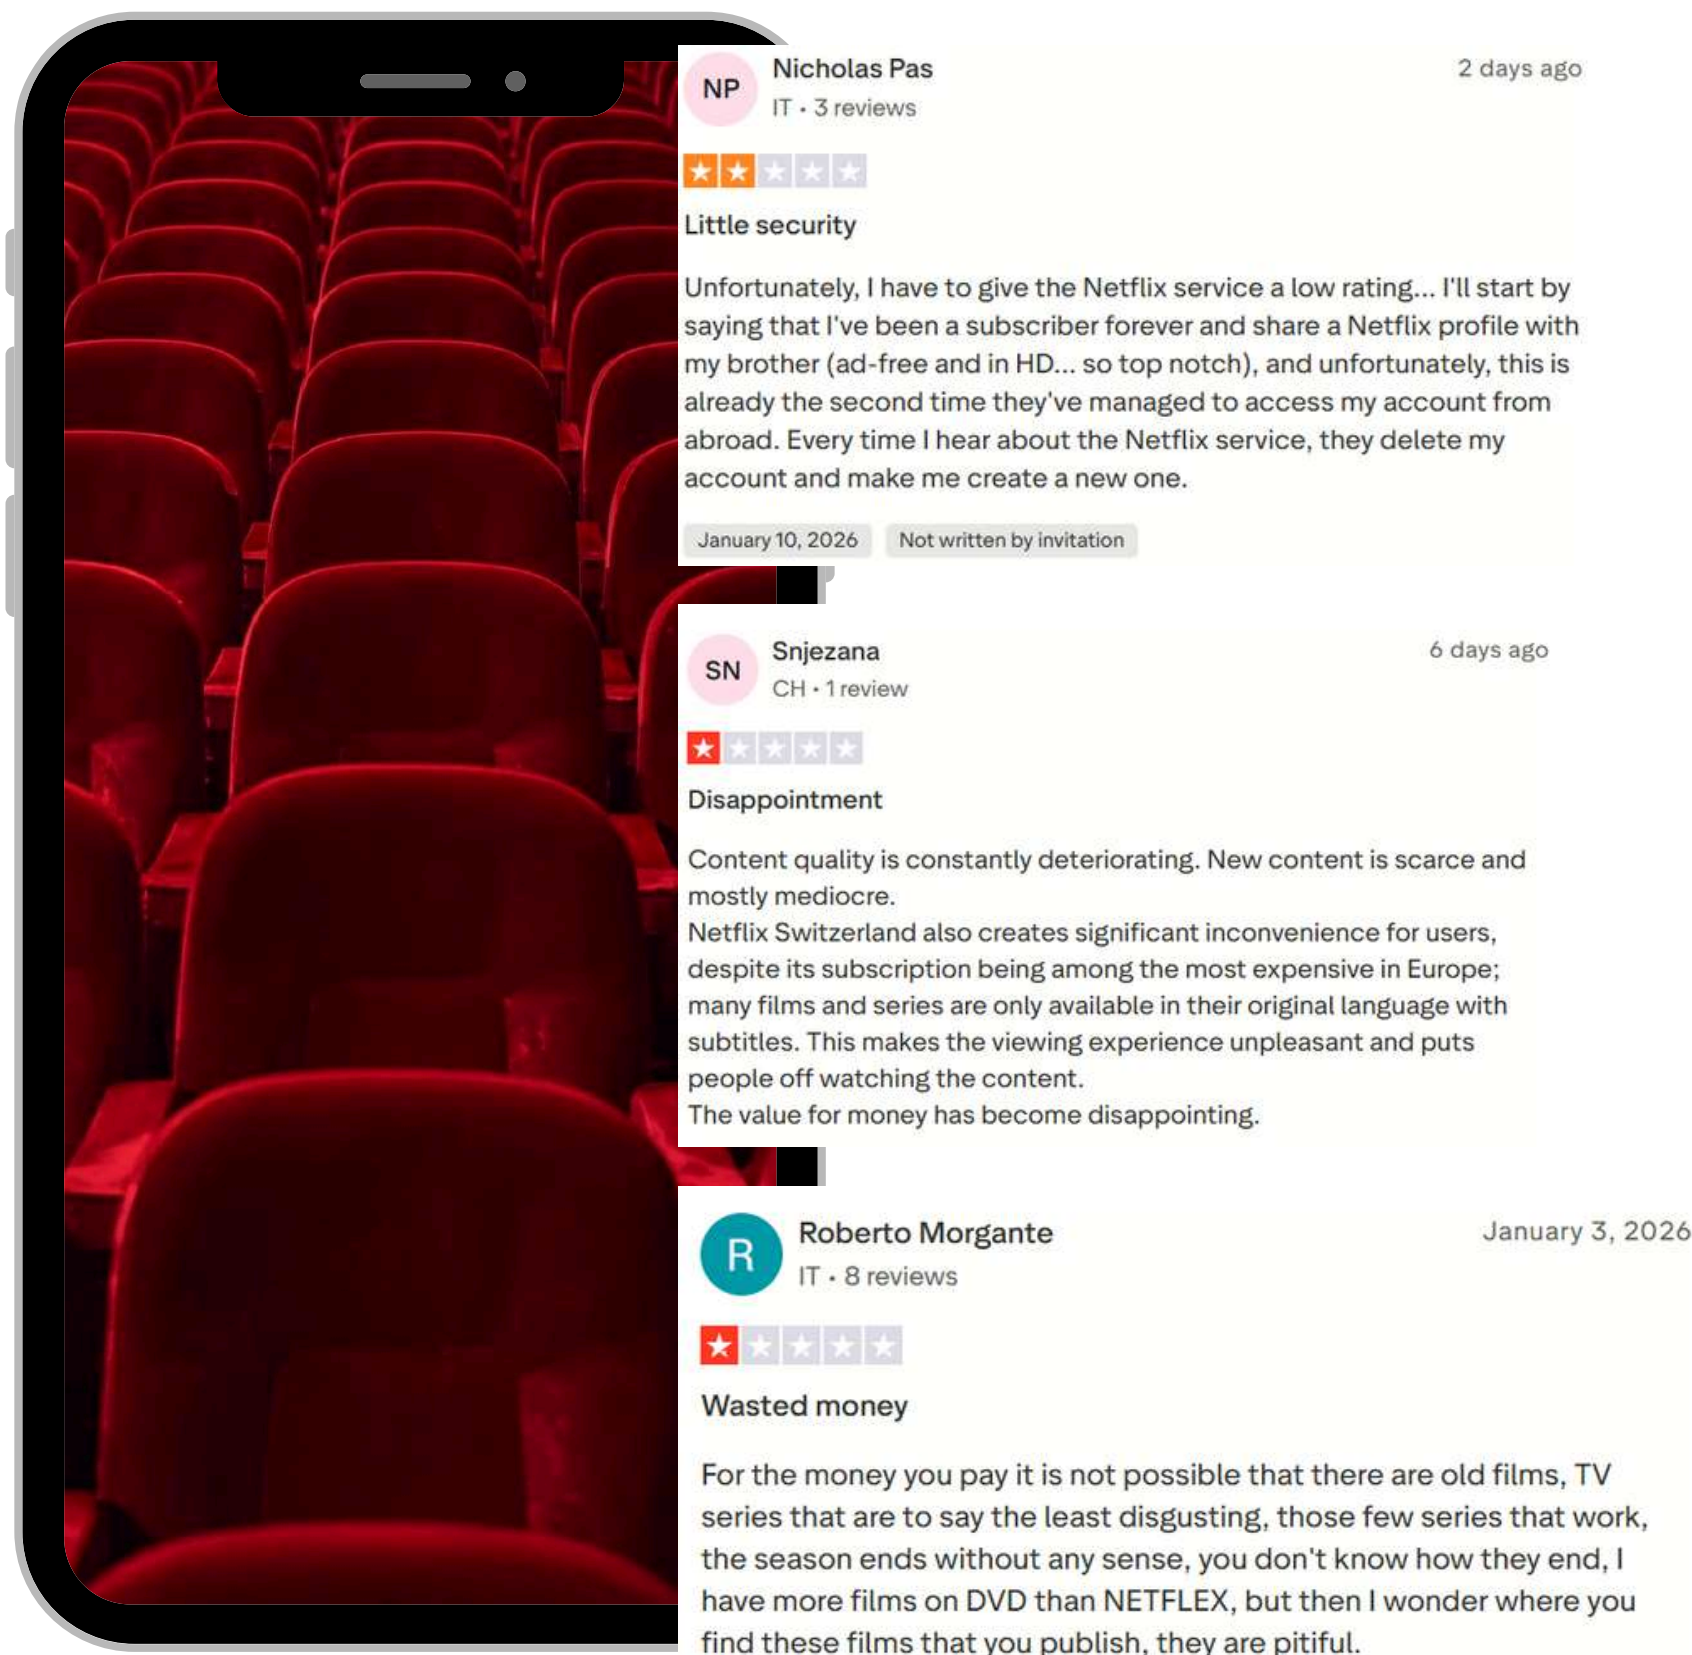 NP
Nicholas Pas
2 days ago
IT • 3 reviews
Little security
Unfortunately, I have to give the Netflix service a low rating... I'll start by
saying that I've been a subscriber forever and share a Netflix profile with
my brother (ad-free and in HD... so top notch), and unfortunately, this is
already the second time they've managed to access my account from
abroad. Every time I hear about the Netflix service, they delete my
account and make me create a new one.
January 10, 2026
Not written by invitation
SN
Snjezana
6 days ago
CH • 1 review
Disappointment
Content quality is constantly deteriorating. New content is scarce and
mostly mediocre.
Netflix Switzerland also creates significant inconvenience for users,
despite its subscription being among the most expensive in Europe;
many films and series are only available in their original language with
subtitles. This makes the viewing experience unpleasant and puts
people off watching the content.
The value for money has become disappointing.
R
Roberto Morgante
January 3, 2026
IT • 8 reviews
Wasted money
For the money you pay it is not possible that there are old films, TV
series that are to say the least disgusting, those few series that work,
the season ends without any sense, you don't know how they end, I
have more films on DVD than NETFLEX, but then I wonder where you
find these films that you publish, they are pitiful.